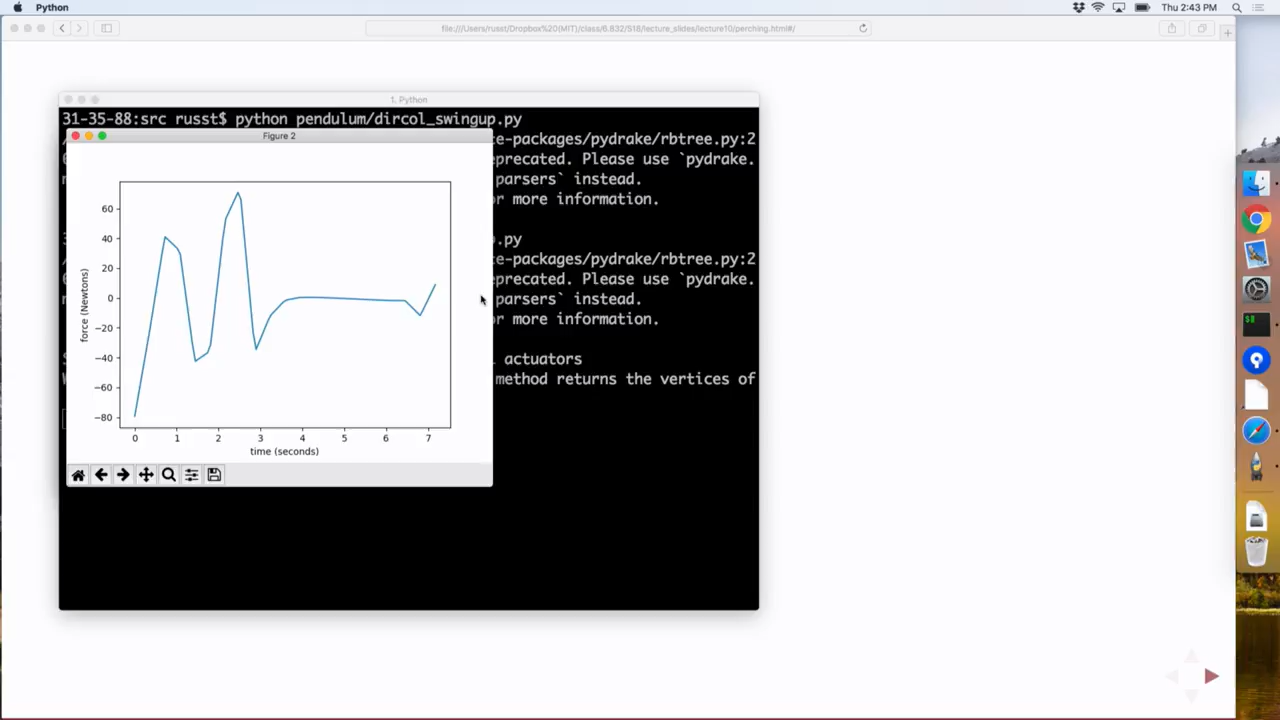 Python
Thu 2:43 PM
file:///Users/russt/Dropbox%20(MIT)/class/6.832/S18/lecture_slides/lecture10/perching.html#/
1. Python
31-35-88:src russt$ python pendulum/dircol_swingup.py
te-packages/pydrake/rbtree.py:2
eprecated. Please use `pydrake.
parsers` instead.
or more information.
.py
te-packages/pydrake/rbtree.py:2
eprecated. Please use `pydrake.
parsers` instead.
or more information.
actuators
method returns the vertices of
Figure 2
60
40
20
0
−20
−40
−60
−80
force (Newtons)
0 1 2 3 4 5 6 7
time (seconds)